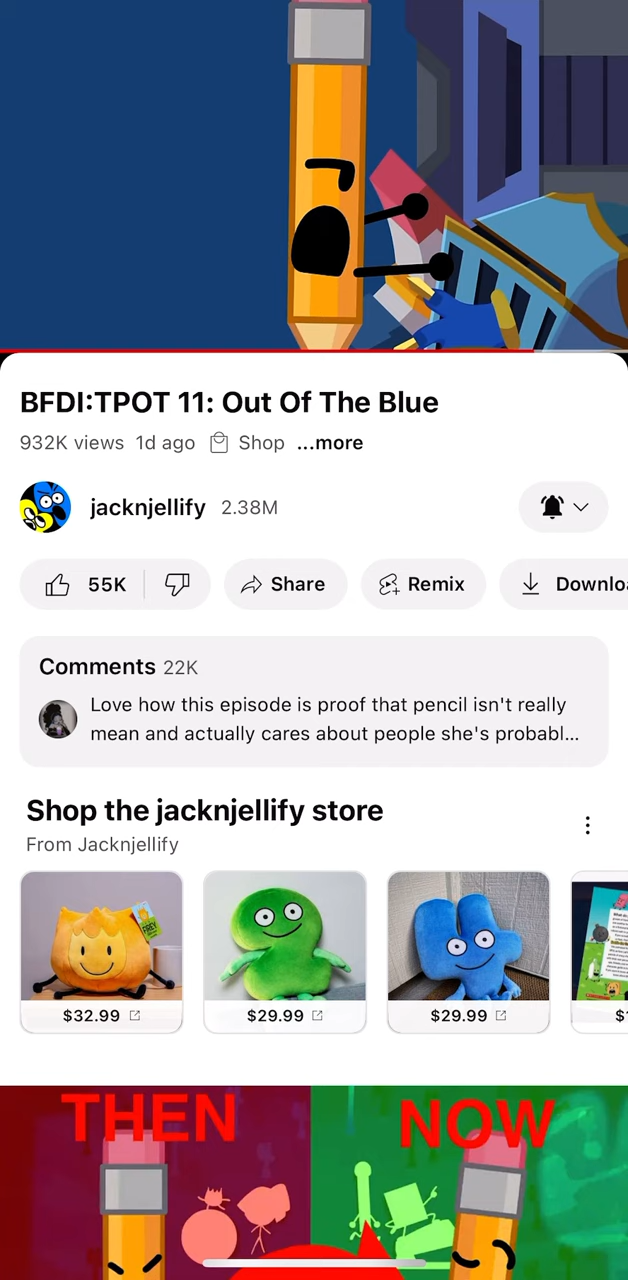 BFDI:TPOT 11: Out Of The Blue
932K views 1d ago Shop ...more
jacknjellify 2.38M
55K Share Remix Downlo
Comments 22K
Love how this episode is proof that pencil isn't really
mean and actually cares about people she's probabl...
Shop the jacknjellify store
From Jacknjellify
$32.99 $29.99 $29.99
THEN NOW